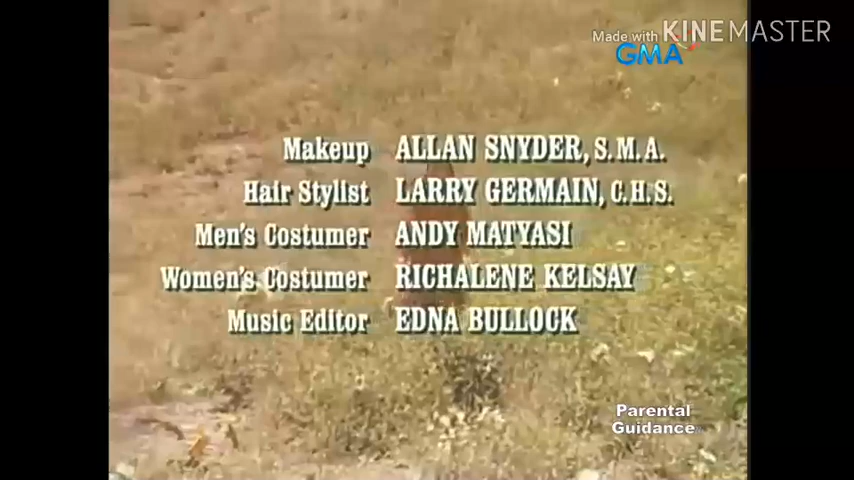 Made with KINEMASTER
GMA
Makeup ALLAN SNYDER, S.M.A.
Hair Stylist LARRY GERMAIN, C.H.S.
Men's Costumer ANDY MATYASI
Women's Costumer RICHALENE KELSAY
Music Editor EDNA BULLOCK
Parental
Guidance